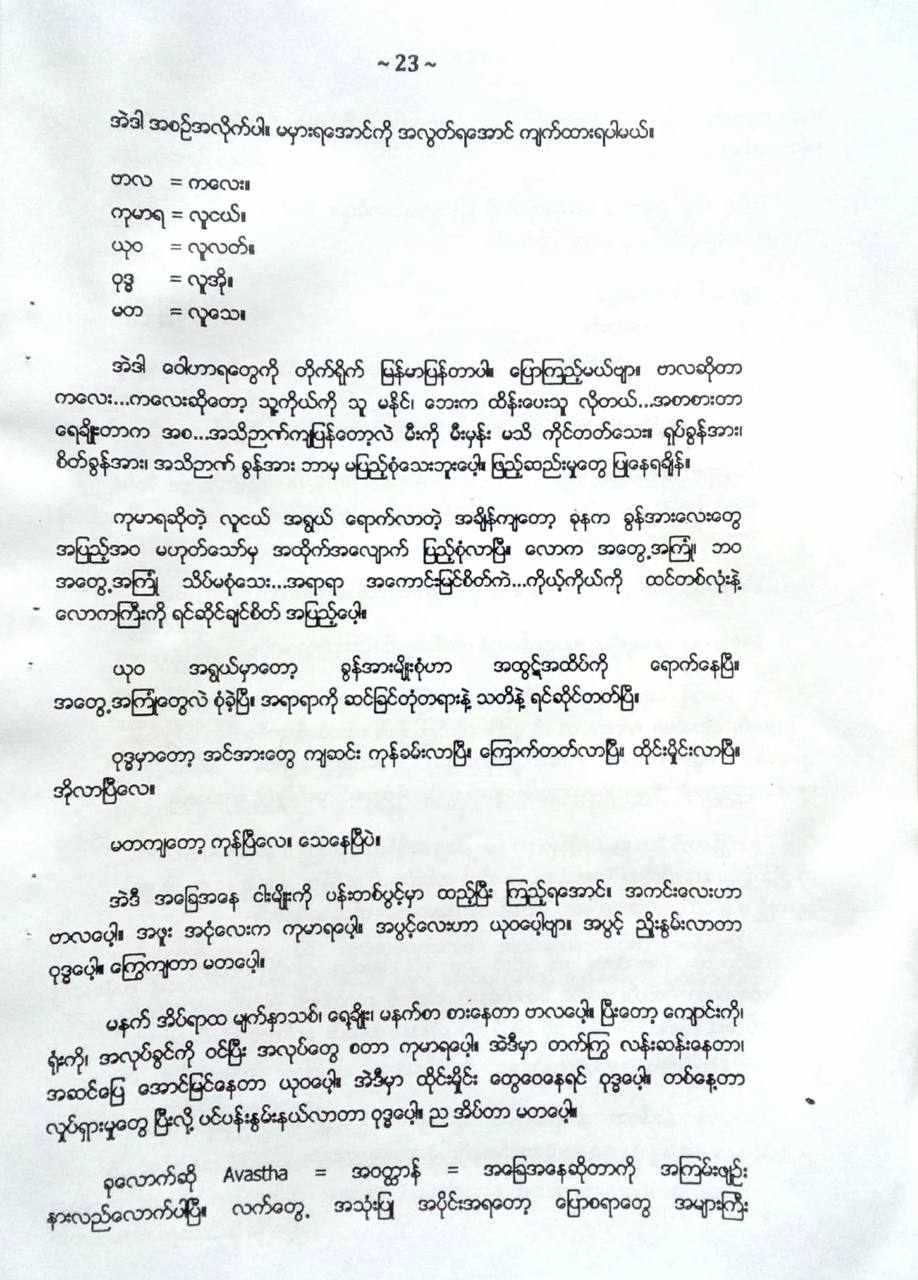 ~ 23 ~
အဲဒါ အစဉ်အလိုက်ပါ။ မမှားရအောင်ကို အလွတ်ရအောင် ကျက်ထားရပါမယ်။
ဗာလ = ကလေး။
ကုမာရ = လူငယ်။
ယုဝ = လူလတ်။
ဝုဒ္ဓ = လူအို။
မတ = လူသေ။
အဲဒါ ဝေါဟာရတွေကို တိုက်ရိုက် မြန်မာပြန်တာပါ။ ပြောကြည့်မယ်ဗျာ။ ဗာလဆိုတာ
ကလေး...ကလေးဆိုတော့ သူ့ကိုယ်ကို သူ မနိုင်၊ ဘေးက ထိန်းပေးသူ လိုတယ်...အစာစားတာ
ရေချိုးတာက အစ...အသိဉာဏ်ကျပြန်တော့လဲ မီးကို မီးမှန်း မသိ ကိုင်တတ်သေး။ ရုပ်ခွန်အား၊
စိတ်ခွန်အား၊ အသိဉာဏ် ခွန်အား ဘာမှ မပြည့်စုံသေးဘူးပေါ့။ ဖြည့်ဆည်းမှုတွေ ပြုနေရချိန်။
ကုမာရဆိုတဲ့ လူငယ် အရွယ် ရောက်လာတဲ့ အချိန်ကျတော့ ခုနက ခွန်အားလေးတွေ
အပြည့်အဝ မဟုတ်သော်မှ အထိုက်အလျောက် ပြည့်စုံလာပြီ။ လောက အတွေ့အကြုံ ဘဝ
အတွေ့အကြုံ သိပ်မစုံသေး...အရာရာ အကောင်းမြင်စိတ်ကဲ...ကိုယ့်ကိုယ်ကို ထင်တစ်လုံးနဲ့
လောကကြီးကို ရင်ဆိုင်ချင်စိတ် အပြည့်ပေါ့။
ယုဝ အရွယ်မှာတော့ ခွန်အားမျိုးစုံဟာ အထွဋ်အထိပ်ကို ရောက်နေပြီ။
အတွေ့အကြုံတွေလဲ စုံခဲ့ပြီ။ အရာရာကို ဆင်ခြင်တုံတရားနဲ့ သတိနဲ့ ရင်ဆိုင်တတ်ပြီ။
ဝုဒ္ဓမှာတော့ အင်အားတွေ ကျဆင်း ကုန်ခမ်းလာပြီ။ ကြောက်တတ်လာပြီ။ ထိုင်းမှိုင်းလာပြီ။
အိုလာပြီလေ။
မတကျတော့ ကုန်ပြီလေ။ သေနေပြီပဲ။
အဲဒီ အခြေအနေ ငါးမျိုးကို ပန်းတစ်ပွင့်မှာ ထည့်ပြီး ကြည့်ရအောင်။ အကင်းလေးဟာ
ဗာလပေါ့။ အဖူး အငုံလေးက ကုမာရပေါ့။ အပွင့်လေးဟာ ယုဝပေါ့ဗျာ။ အပွင့် ညှိုးနွမ်းလာတာ
ဝုဒ္ဓပေါ့။ ကြွေကျတာ မတပေါ့။
မနက် အိပ်ရာထ မျက်နှာသစ်၊ ရေချိုး၊ မနက်စာ စားနေတာ ဗာလပေါ့။ ပြီးတော့ ကျောင်းကို၊
ရုံးကို၊ အလုပ်ခွင်ကို ဝင်ပြီး အလုပ်တွေ စတာ ကုမာရပေါ့။ အဲဒီမှာ တက်ကြွ လန်းဆန်းနေတာ၊
အဆင်ပြေ အောင်မြင်နေတာ ယုဝပေါ့။ အဲဒီမှာ ထိုင်းမှိုင်း တွေဝေနေရင် ဝုဒ္ဓပေါ့။ တစ်နေ့တာ
လှုပ်ရှားမှုတွေ ပြီးလို့ ပင်ပန်းနွမ်းနယ်လာတာ ဝုဒ္ဓပေါ့။ ည အိပ်တာ မတပေါ့။
ခုလောက်ဆို Avastha = အဝတ္ထာန် = အခြေအနေဆိုတာကို အကြမ်းဖျဉ်း
နားလည်လောက်ပါပြီ။ လက်တွေ့ အသုံးပြု အပိုင်းအရတော့ ပြောစရာတွေ အများကြီး